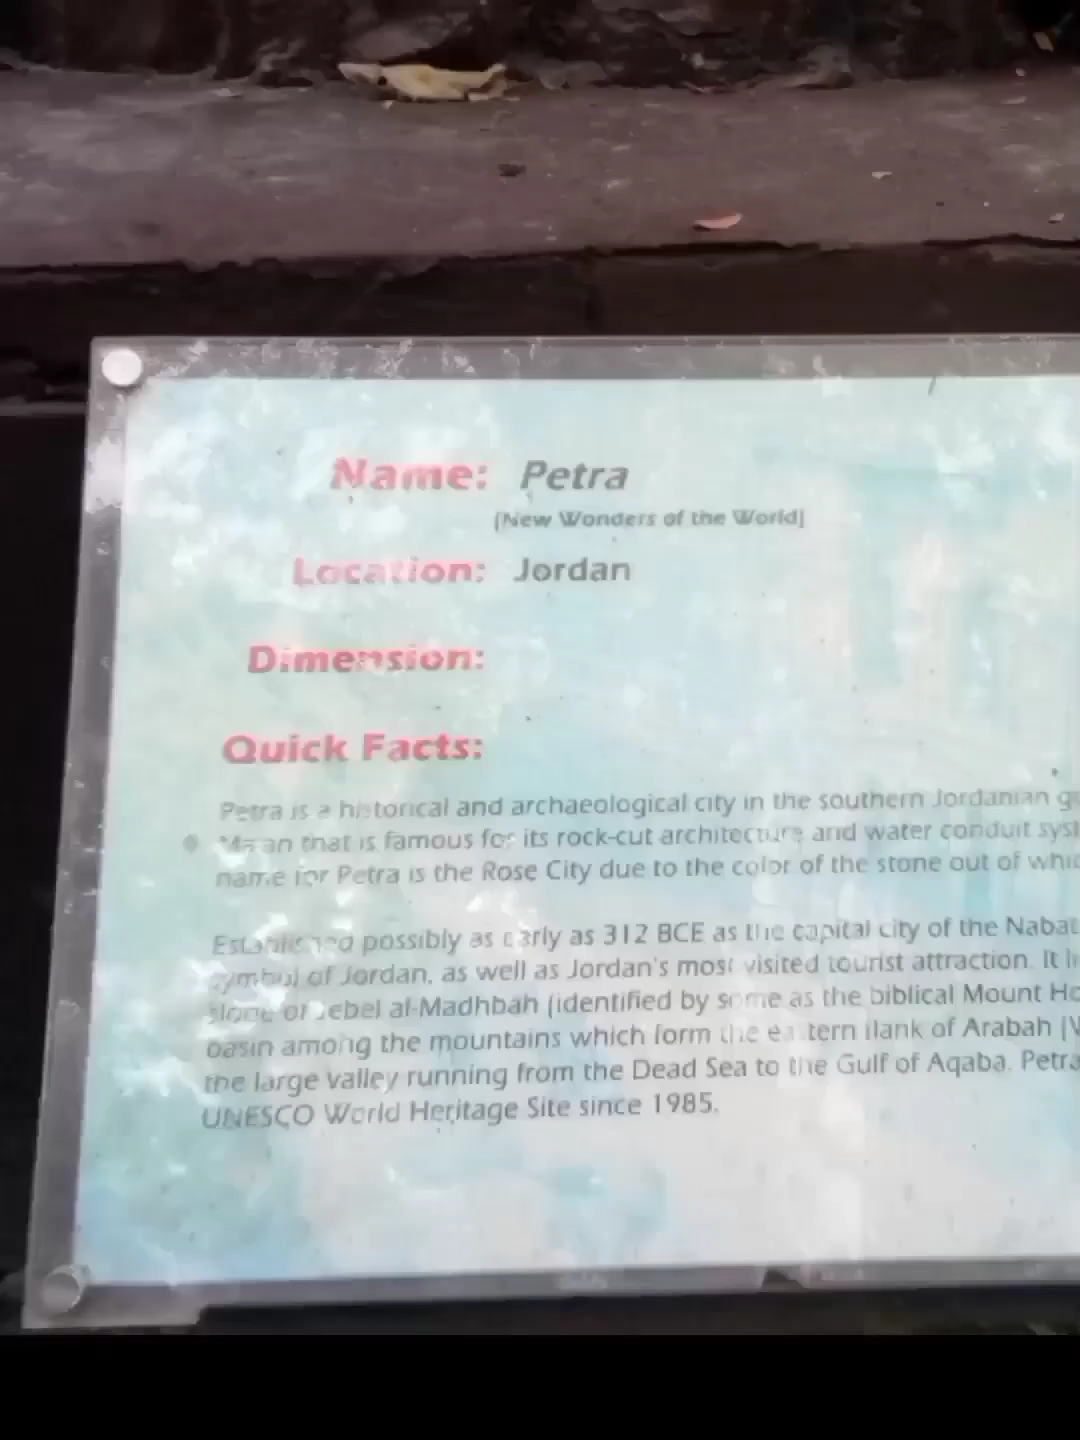 Name: Petra
(New Wonders of the World)
Location: Jordan
Dimension:
Quick Facts:
Petra is a historical and archaeological city in the southern Jordanian
that is famous for its rock-cut architecture and water conduit
name for Petra is the Rose City due to the color of the stone out of
Established possibly as early as 312 BCE as the capital city of the
symbol of Jordan, as well as Jordan's most visited tourist attraction. It
slope of Jebel al-Madhbah (identified by some as the biblical Mount
basin among the mountains which form the eastern flank of Arabah
the large valley running from the Dead Sea to the Gulf of Aqaba. Petra
UNESCO World Heritage Site since 1985.